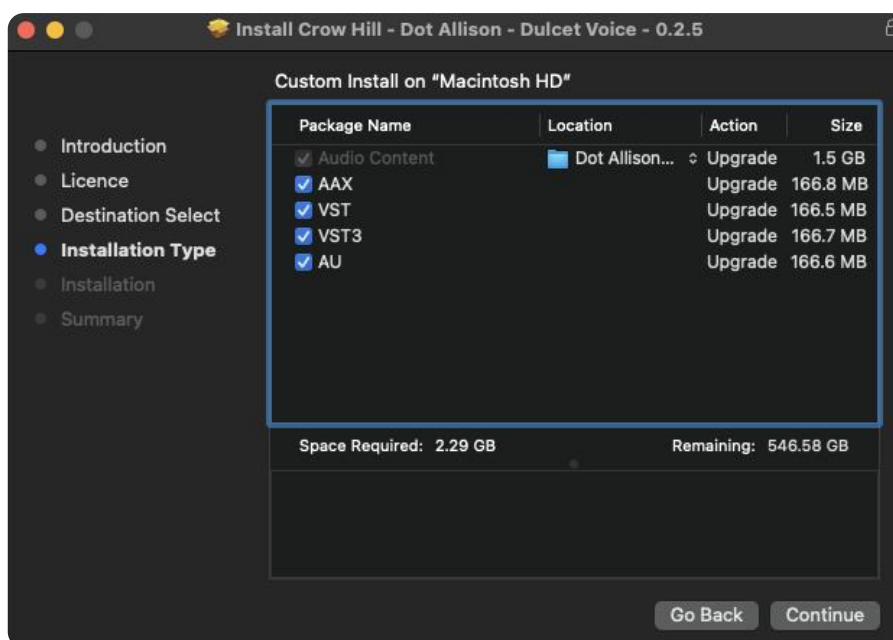 Install Crow Hill - Dot Allison - Dulcet Voice - 0.2.5
Introduction
Licence
Destination Select
Installation Type
Installation
Summary
Custom Install on “Macintosh HD”
Package Name Location Action Size
Audio Content Dot Allison... Upgrade 1.5 GB
AAX Upgrade 166.8 MB
VST Upgrade 166.5 MB
VST3 Upgrade 166.7 MB
AU Upgrade 166.6 MB
Space Required: 2.29 GB Remaining: 546.58 GB
Go Back Continue